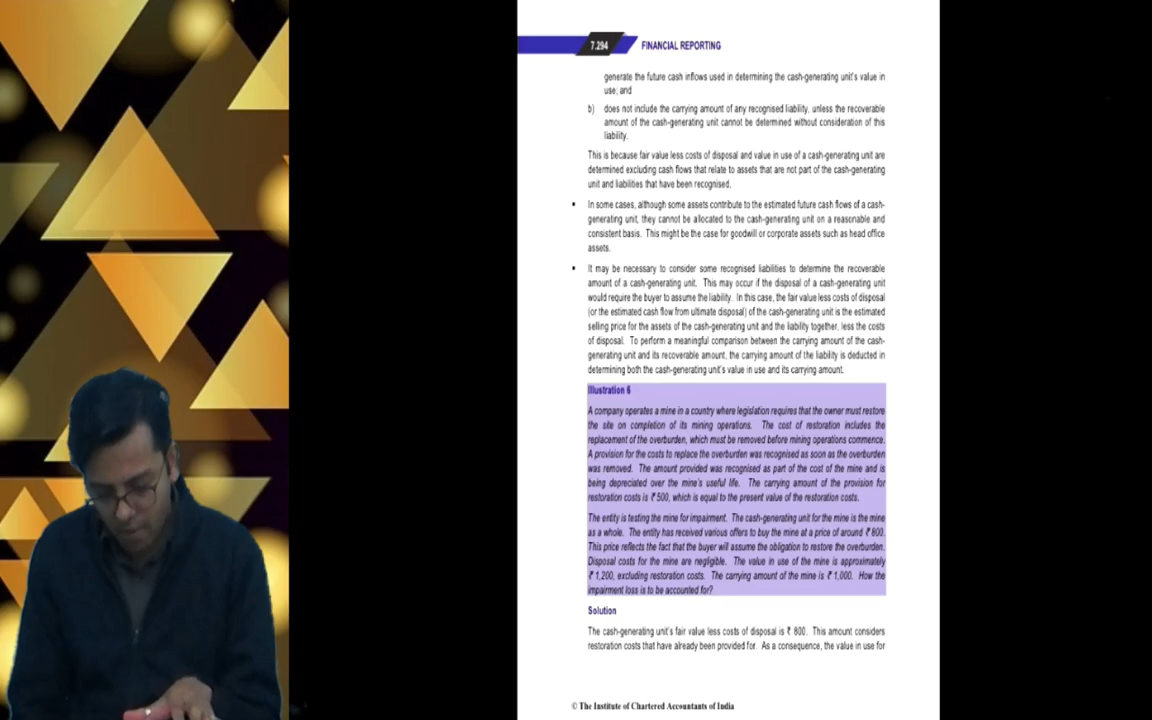 7.294 FINANCIAL REPORTING
generate the future cash inflows used in determining the cash-generating unit's value in
use; and
b) does not include the carrying amount of any recognised liability, unless the recoverable
amount of the cash-generating unit cannot be determined without consideration of this
liability.
This is because fair value less costs of disposal and value in use of a cash-generating unit are
determined excluding cash flows that relate to assets that are not part of the cash-generating
unit and liabilities that have been recognised.
▪ In some cases, although some assets contribute to the estimated future cash flows of a cash-
generating unit, they cannot be allocated to the cash-generating unit on a reasonable and
consistent basis. This might be the case for goodwill or corporate assets such as head office
assets.
▪ It may be necessary to consider some recognised liabilities to determine the recoverable
amount of a cash-generating unit. This may occur if the disposal of a cash-generating unit
would require the buyer to assume the liability. In this case, the fair value less costs of disposal
(or the estimated cash flow from ultimate disposal) of the cash-generating unit is the estimated
selling price for the assets of the cash-generating unit and the liability together, less the costs
of disposal. To perform a meaningful comparison between the carrying amount of the cash-
generating unit and its recoverable amount, the carrying amount of the liability is deducted in
determining both the cash-generating unit's value in use and its carrying amount.
Illustration 6
A company operates a mine in a country where legislation requires that the owner must restore
the site on completion of its mining operations. The cost of restoration includes the
replacement of the overburden, which must be removed before mining operations commence.
A provision for the costs to replace the overburden was recognised as soon as the overburden
was removed. The amount provided was recognised as part of the cost of the mine and is
being depreciated over the mine's useful life. The carrying amount of the provision for
restoration costs is ₹ 500, which is equal to the present value of the restoration costs.
The entity is testing the mine for impairment. The cash-generating unit for the mine is the mine
as a whole. The entity has received various offers to buy the mine at a price of around ₹ 800.
This price reflects the fact that the buyer will assume the obligation to restore the overburden.
Disposal costs for the mine are negligible. The value in use of the mine is approximately
₹ 1,200, excluding restoration costs. The carrying amount of the mine is ₹ 1,000. How the
impairment loss is to be accounted for?
Solution
The cash-generating unit's fair value less costs of disposal is ₹ 800. This amount considers
restoration costs that have already been provided for. As a consequence, the value in use for
© The Institute of Chartered Accountants of India